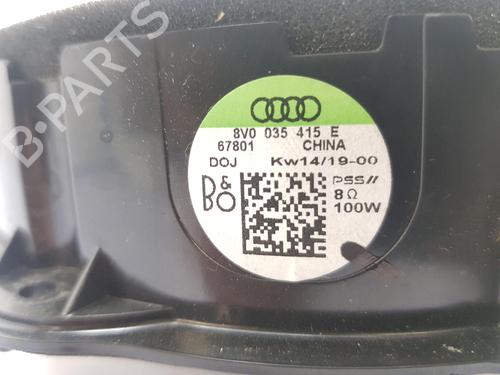 8V0 035 415 E
67801 CHINA
DOJ Kw14/19-00
B&O PSS//
8Ω
100W
B-PARTS